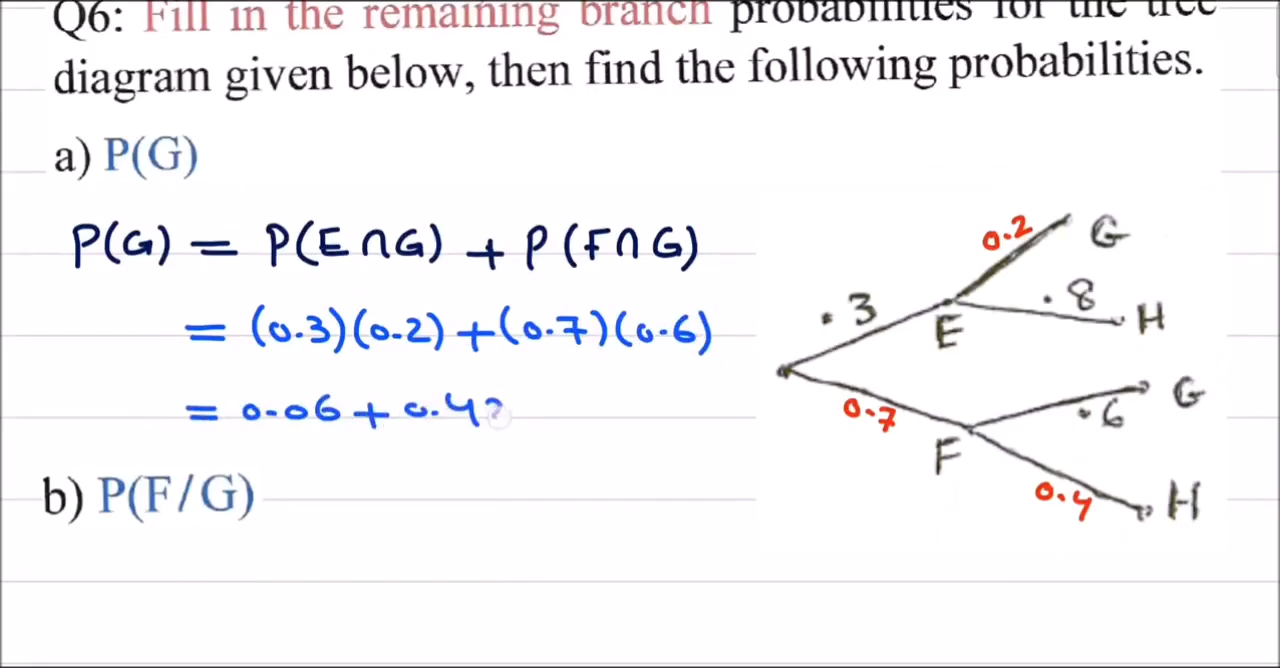 Q6: Fill in the remaining branch probabilities for the tree
diagram given below, then find the following probabilities.
a) P(G)
P(G) = P(E∩G) + P(F∩G)
= (0.3)(0.2) + (0.7)(0.6)
= 0.06 + 0.42
b) P(F/G)
0.2 G
.3 .8
E H
G
0.7 .6
F
0.4 H